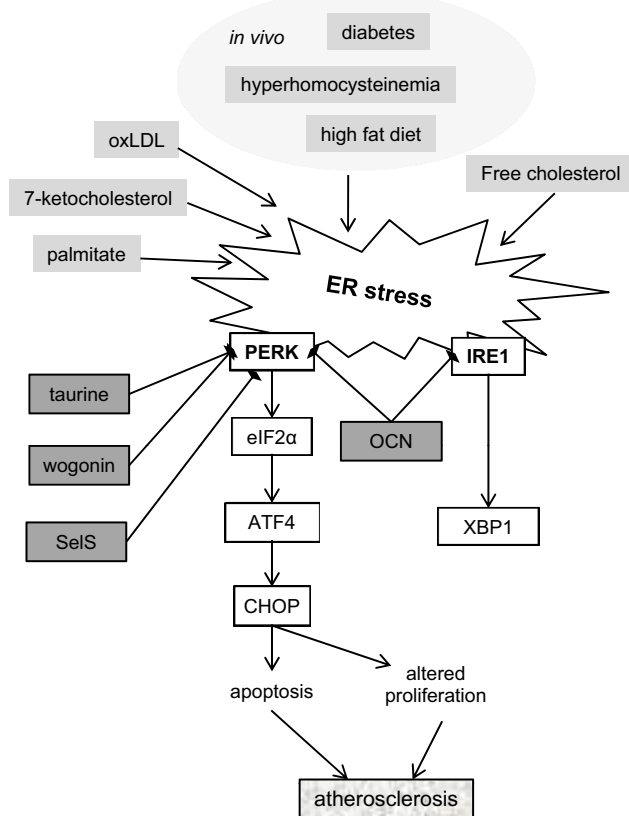 in vivo
diabetes
hyperhomocysteinemia
high fat diet
oxLDL
Free cholesterol
7-ketocholesterol
palmitate
ER stress
PERK
IRE1
taurine
eIF2α
OCN
wogonin
ATF4
XBP1
SelS
CHOP
apoptosis
altered
proliferation
atherosclerosis